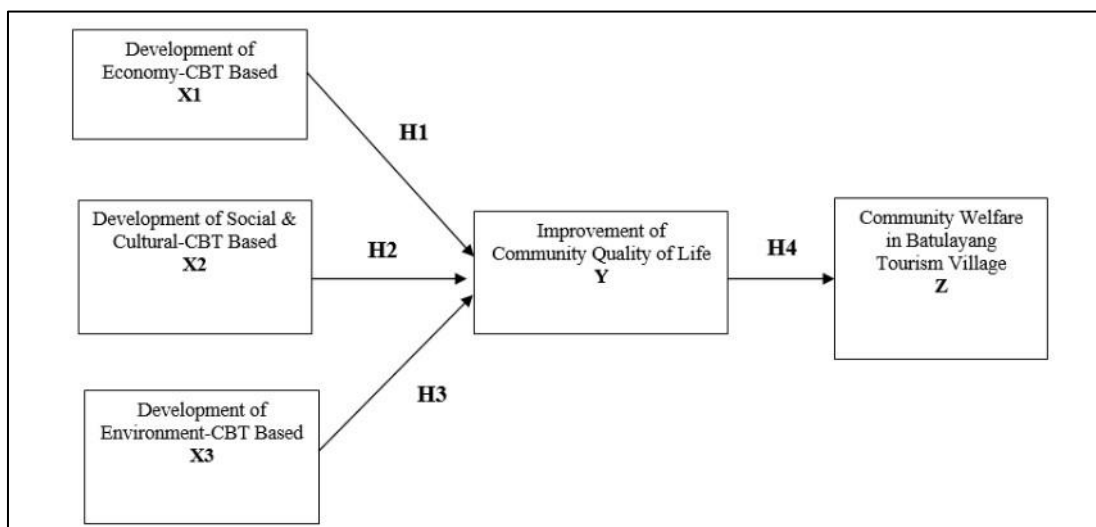 Development of
Economy-CBT Based
X1
H1
Development of Social &
Cultural-CBT Based
X2
H2
Improvement of
Community Quality of Life
Y
H4
Community Welfare
in Batulayang
Tourism Village
Z
H3
Development of
Environment-CBT Based
X3